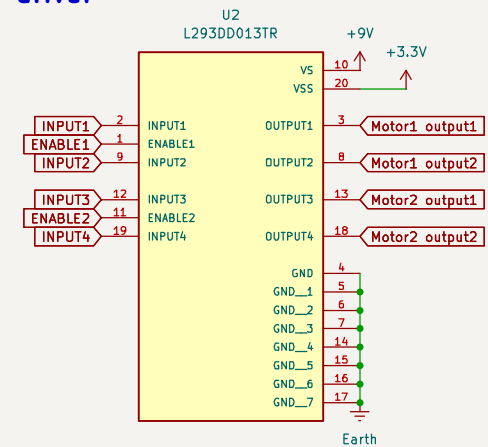 U2
L293DD013TR
+9V
+3.3V
VS 10
VSS 20
INPUT1 2 INPUT1 OUTPUT1 3 Motor1 output1
ENABLE1 1 ENABLE1
INPUT2 9 INPUT2 OUTPUT2 8 Motor1 output2
INPUT3 12 INPUT3 OUTPUT3 13 Motor2 output1
ENABLE2 11 ENABLE2
INPUT4 19 INPUT4 OUTPUT4 18 Motor2 output2
GND 4
GND__1 5
GND__2 6
GND__3 7
GND__4 14
GND__5 15
GND__6 16
GND__7 17
Earth